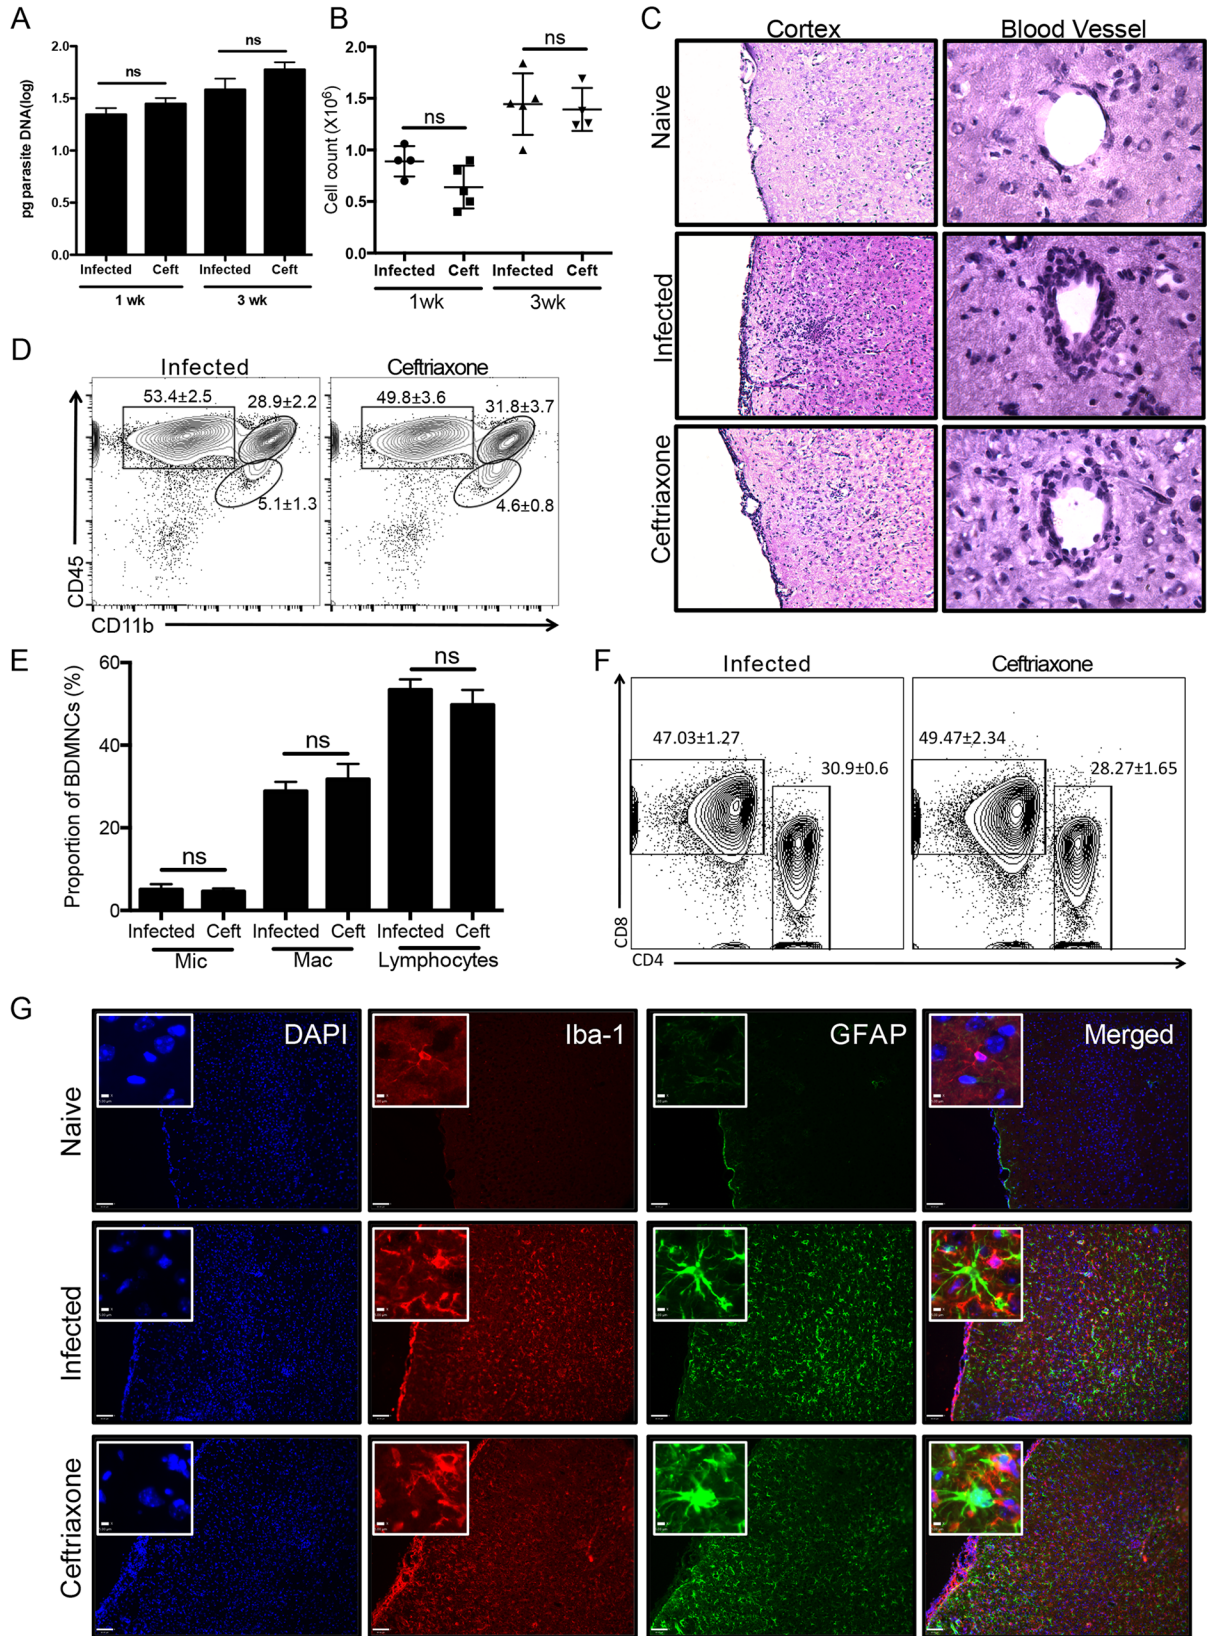 A
pg parasite DNA(log)
2.0
1.5
1.0
0.5
0.0
ns
ns
Infected Ceft Infected Ceft
1 wk 3 wk
B
Cell count (X10⁶)
2.0
1.5
1.0
0.5
0.0
ns
ns
Infected Ceft Infected Ceft
1wk 3wk
C
Cortex Blood Vessel
Naive
Infected
Ceftriaxone
D
Infected Ceftriaxone
53.4±2.5 28.9±2.2 49.8±3.6 31.8±3.7
5.1±1.3 4.6±0.8
CD45
CD11b
E
Proportion of BDMNCs (%)
60
40
20
0
ns
ns
ns
Infected Ceft Infected Ceft Infected Ceft
Mic Mac Lymphocytes
F
Infected Ceftriaxone
47.03±1.27 49.47±2.34
30.9±0.6 28.27±1.65
CD8
CD4
G
DAPI Iba-1 GFAP Merged
Naive
Infected
Ceftriaxone